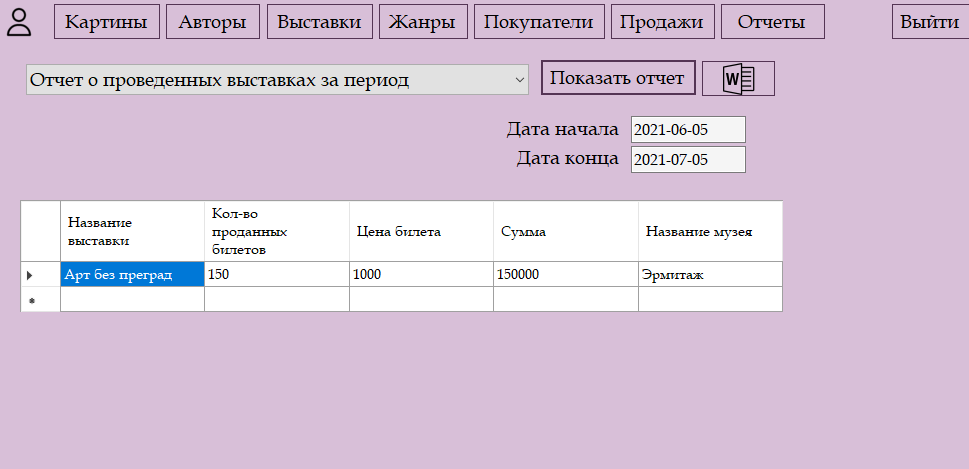 Картины Авторы Выставки Жанры Покупатели Продажи Отчеты Выйти
Отчет о проведенных выставках за период Показать отчет W
Дата начала 2021-06-05
Дата конца 2021-07-05
Название
выставки
Кол-во
проданных
билетов
Цена билета
Сумма
Название музея
Арт без преград 150 1000 150000 Эрмитаж